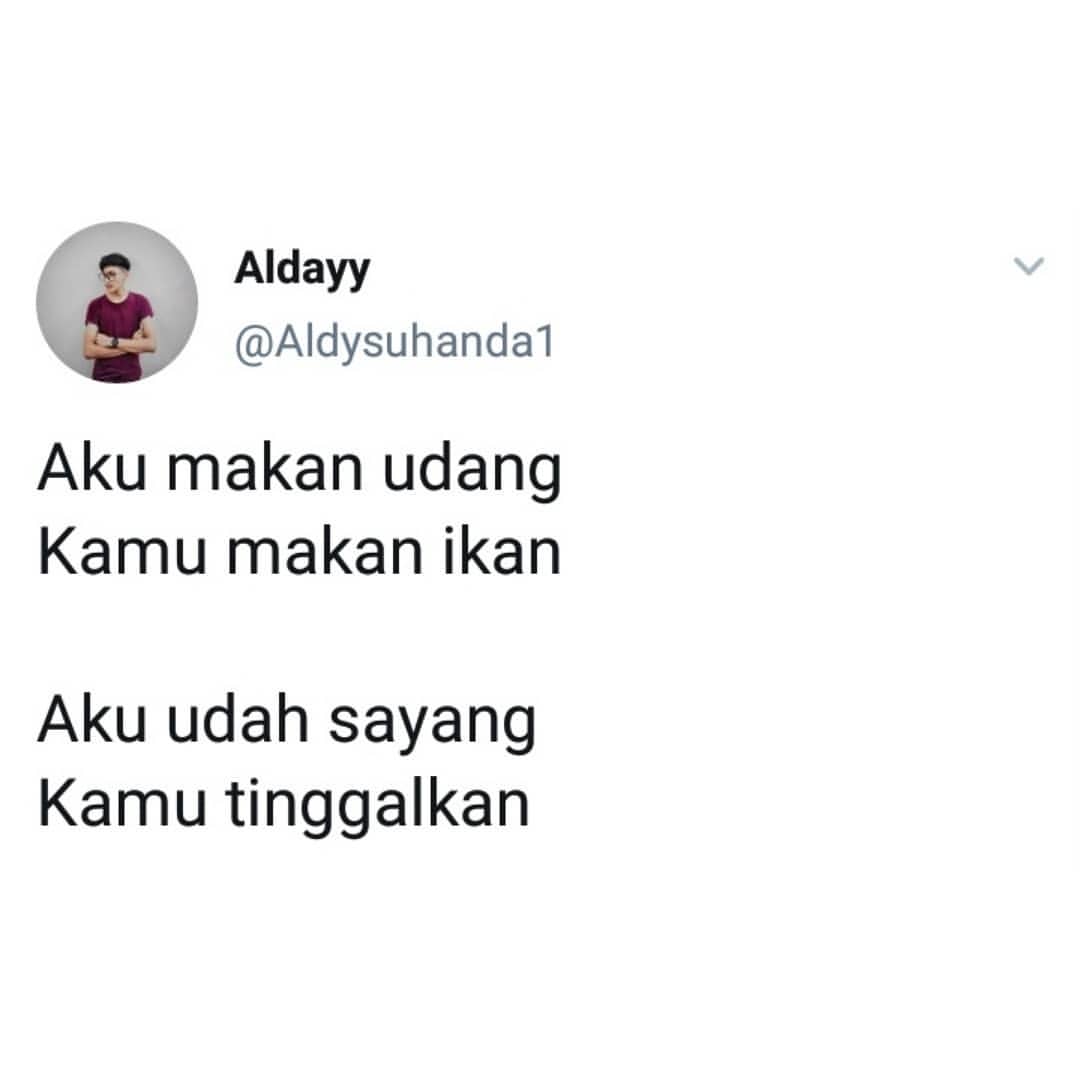 Aldayy
@Aldysuhanda1
Aku makan udang
Kamu makan ikan
Aku udah sayang
Kamu tinggalkan